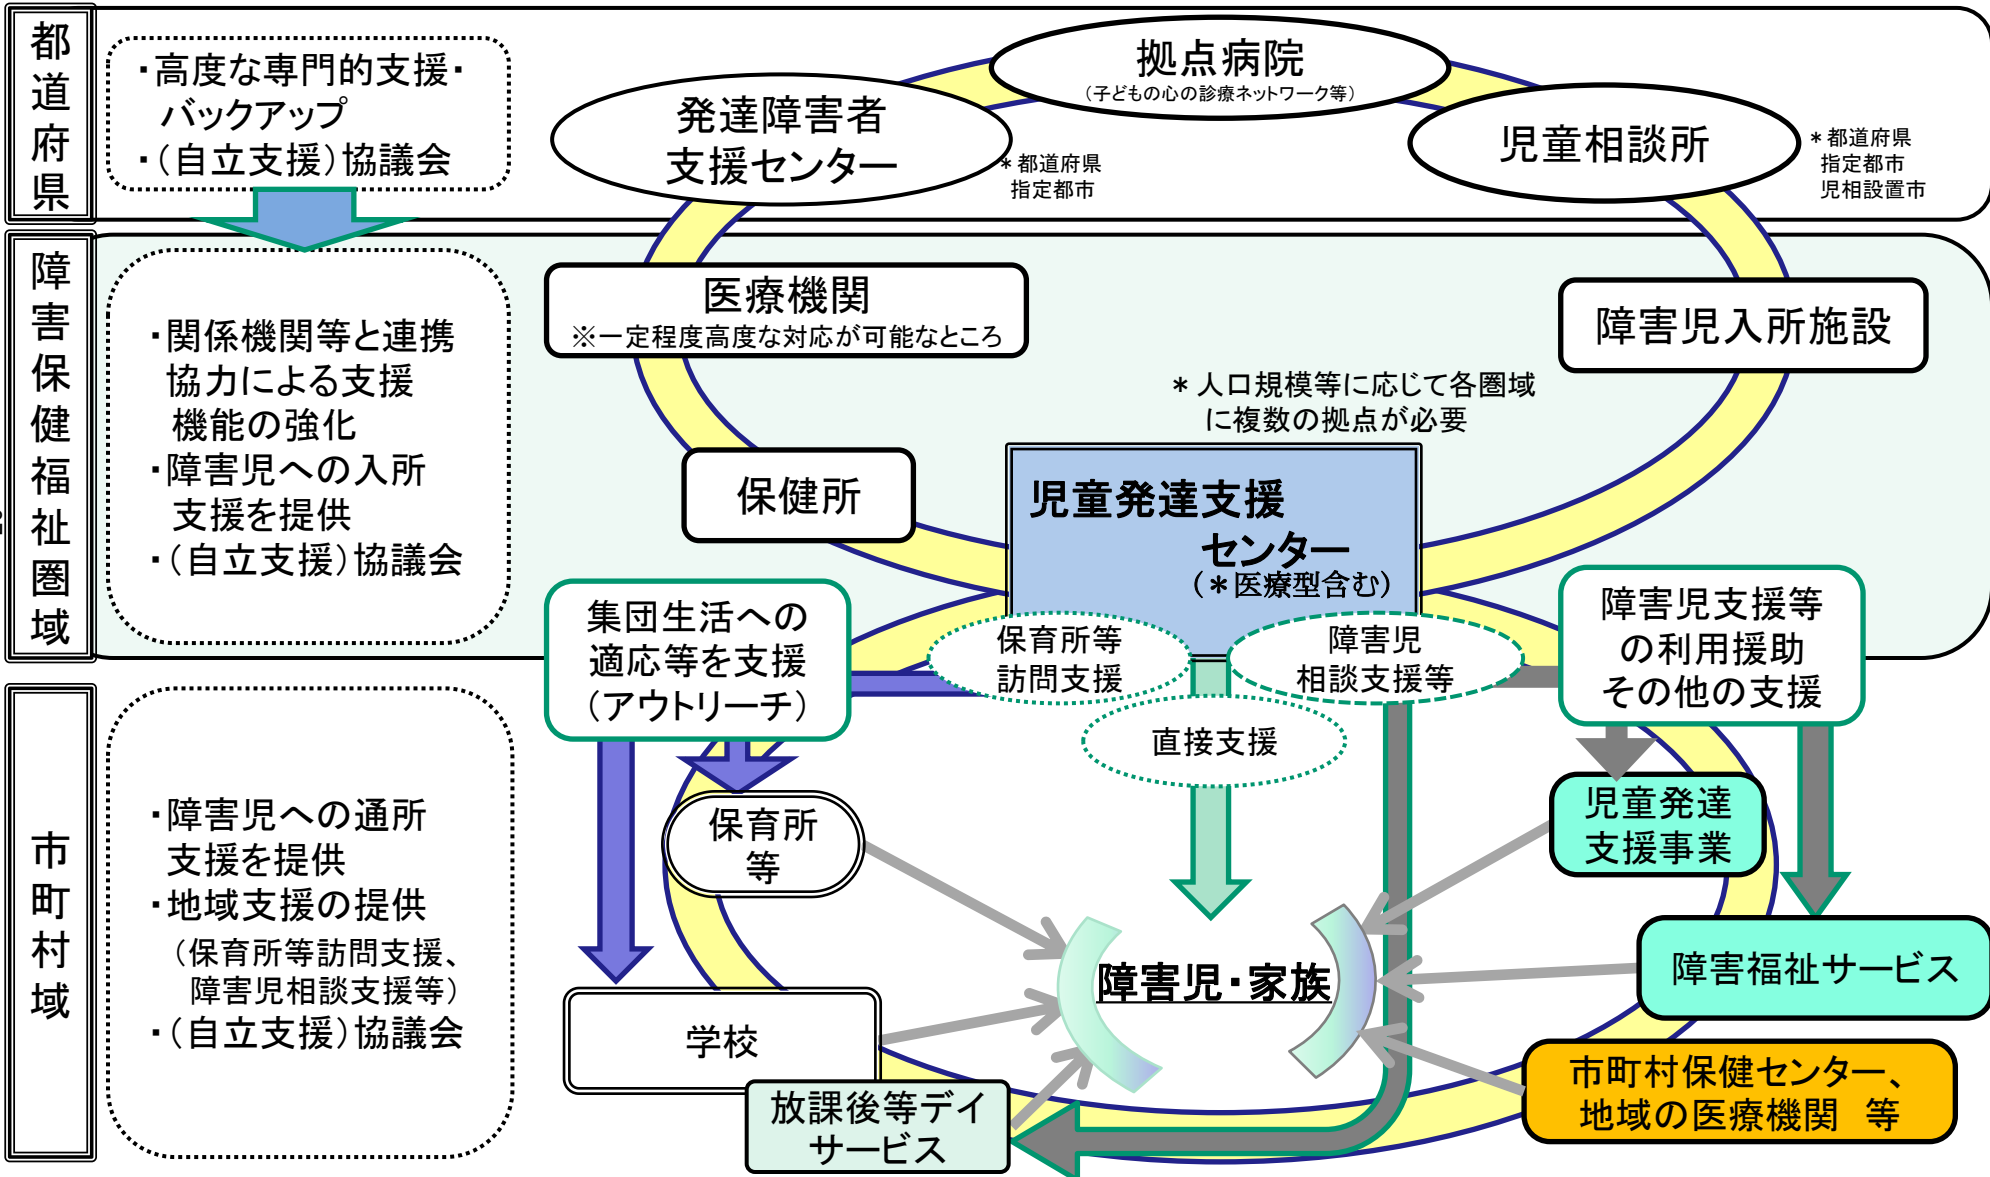 都道府県
・高度な専門的支援・
バックアップ
・(自立支援)協議会
発達障害者
支援センター
＊都道府県
指定都市
拠点病院
(子どもの心の診療ネットワーク等)
児童相談所
＊都道府県
指定都市
児相設置市
障害保健福祉圏域
・関係機関等と連携
協力による支援
機能の強化
・障害児への入所
支援を提供
・(自立支援)協議会
医療機関
※一定程度高度な対応が可能なところ
障害児入所施設
＊人口規模等に応じて各圏域
に複数の拠点が必要
保健所
児童発達支援
センター
(＊医療型含む)
集団生活への
適応等を支援
(アウトリーチ)
保育所等
訪問支援
障害児
相談支援等
障害児支援等
の利用援助
その他の支援
直接支援
市町村域
・障害児への通所
支援を提供
・地域支援の提供
(保育所等訪問支援、
障害児相談支援等)
・(自立支援)協議会
保育所
等
児童発達
支援事業
障害児・家族
障害福祉サービス
学校
放課後等デイ
サービス
市町村保健センター、
地域の医療機関　等